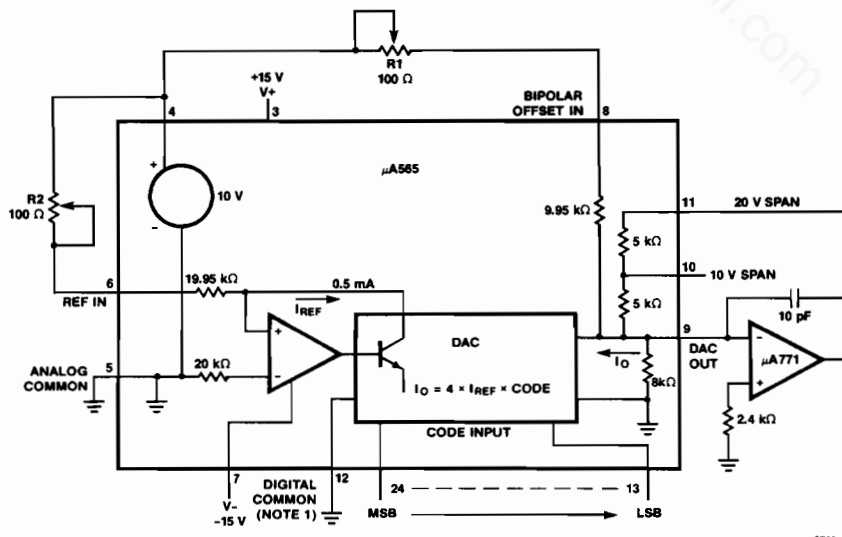 R1
100 Ω
+15 V
V+
BIPOLAR
OFFSET IN
4
3
8
μA565
R2
100 Ω
+
10 V
-
9.95 kΩ
11
20 V SPAN
5 kΩ
10
10 V SPAN
5 kΩ
6
REF IN
19.95 kΩ
0.5 mA
IREF
9
DAC
OUT
10 pF
DAC
IO
8kΩ
+
-
-
+
μA771
ANALOG
COMMON
5
20 kΩ
IO = 4 × IREF × CODE
2.4 kΩ
CODE INPUT
7
V-
-15 V
DIGITAL
COMMON
(NOTE 1)
12
24
13
MSB
LSB